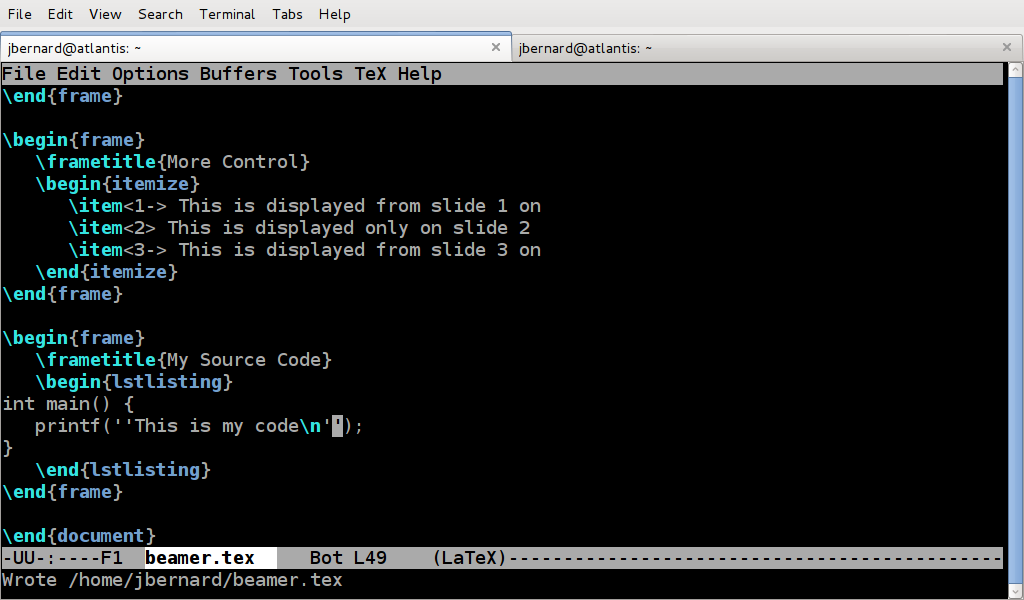 File Edit View Search Terminal Tabs Help
jbernard@atlantis: ~ × jbernard@atlantis: ~ ×
File Edit Options Buffers Tools TeX Help
\end{frame}
\begin{frame}
   \frametitle{More Control}
   \begin{itemize}
      \item<1-> This is displayed from slide 1 on
      \item<2> This is displayed only on slide 2
      \item<3-> This is displayed from slide 3 on
   \end{itemize}
\end{frame}
\begin{frame}
   \frametitle{My Source Code}
   \begin{lstlisting}
int main() {
   printf(''This is my code\n'');
}
   \end{lstlisting}
\end{frame}
\end{document}
-UU-:----F1  beamer.tex     Bot L49    (LaTeX)---------------------------------------------
Wrote /home/jbernard/beamer.tex